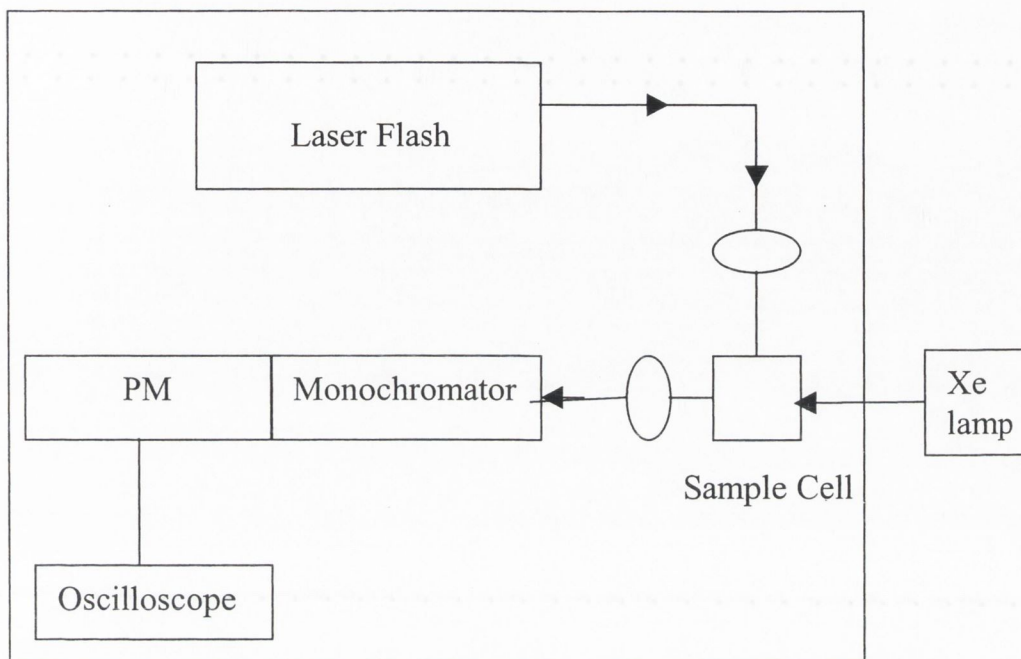 Laser Flash
PM
Monochromator
Xe
lamp
Sample Cell
Oscilloscope